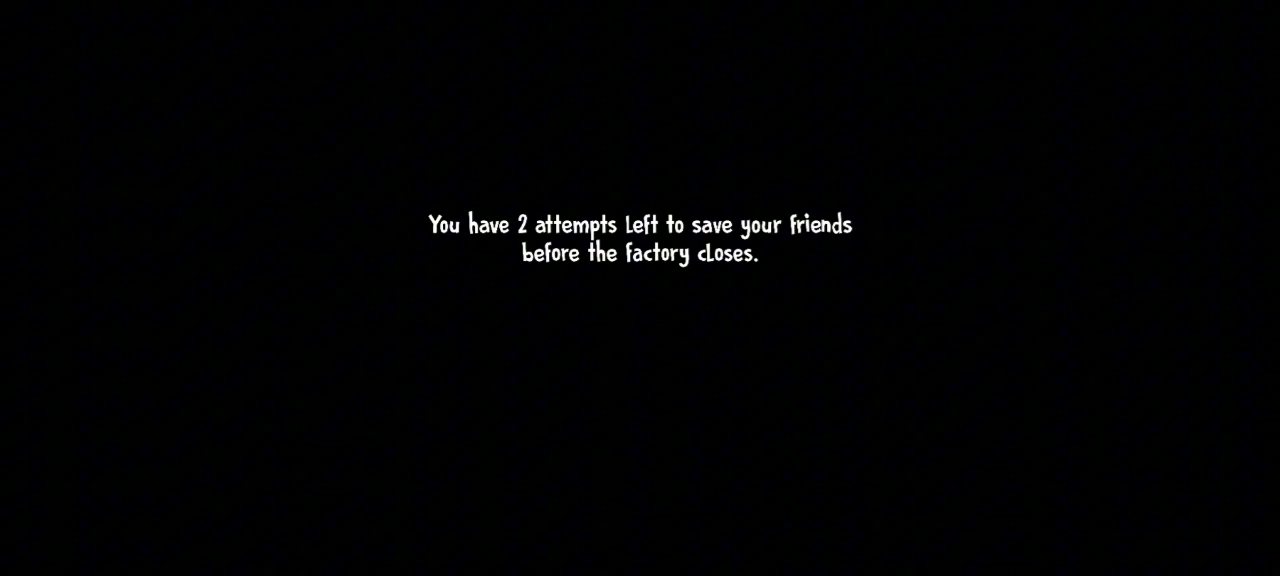 You have 2 attempts left to save your friends
before the factory closes.